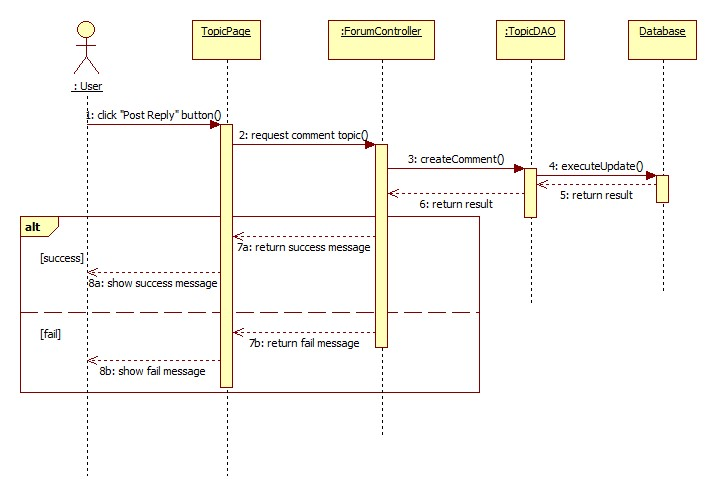 TopicPage
:ForumController
:TopicDAO
Database
: User
1: click "Post Reply" button()
2: request comment topic()
3: createComment()
4: executeUpdate()
5: return result
6: return result
alt
7a: return success message
[success]
8a: show success message
[fail]
7b: return fail message
8b: show fail message